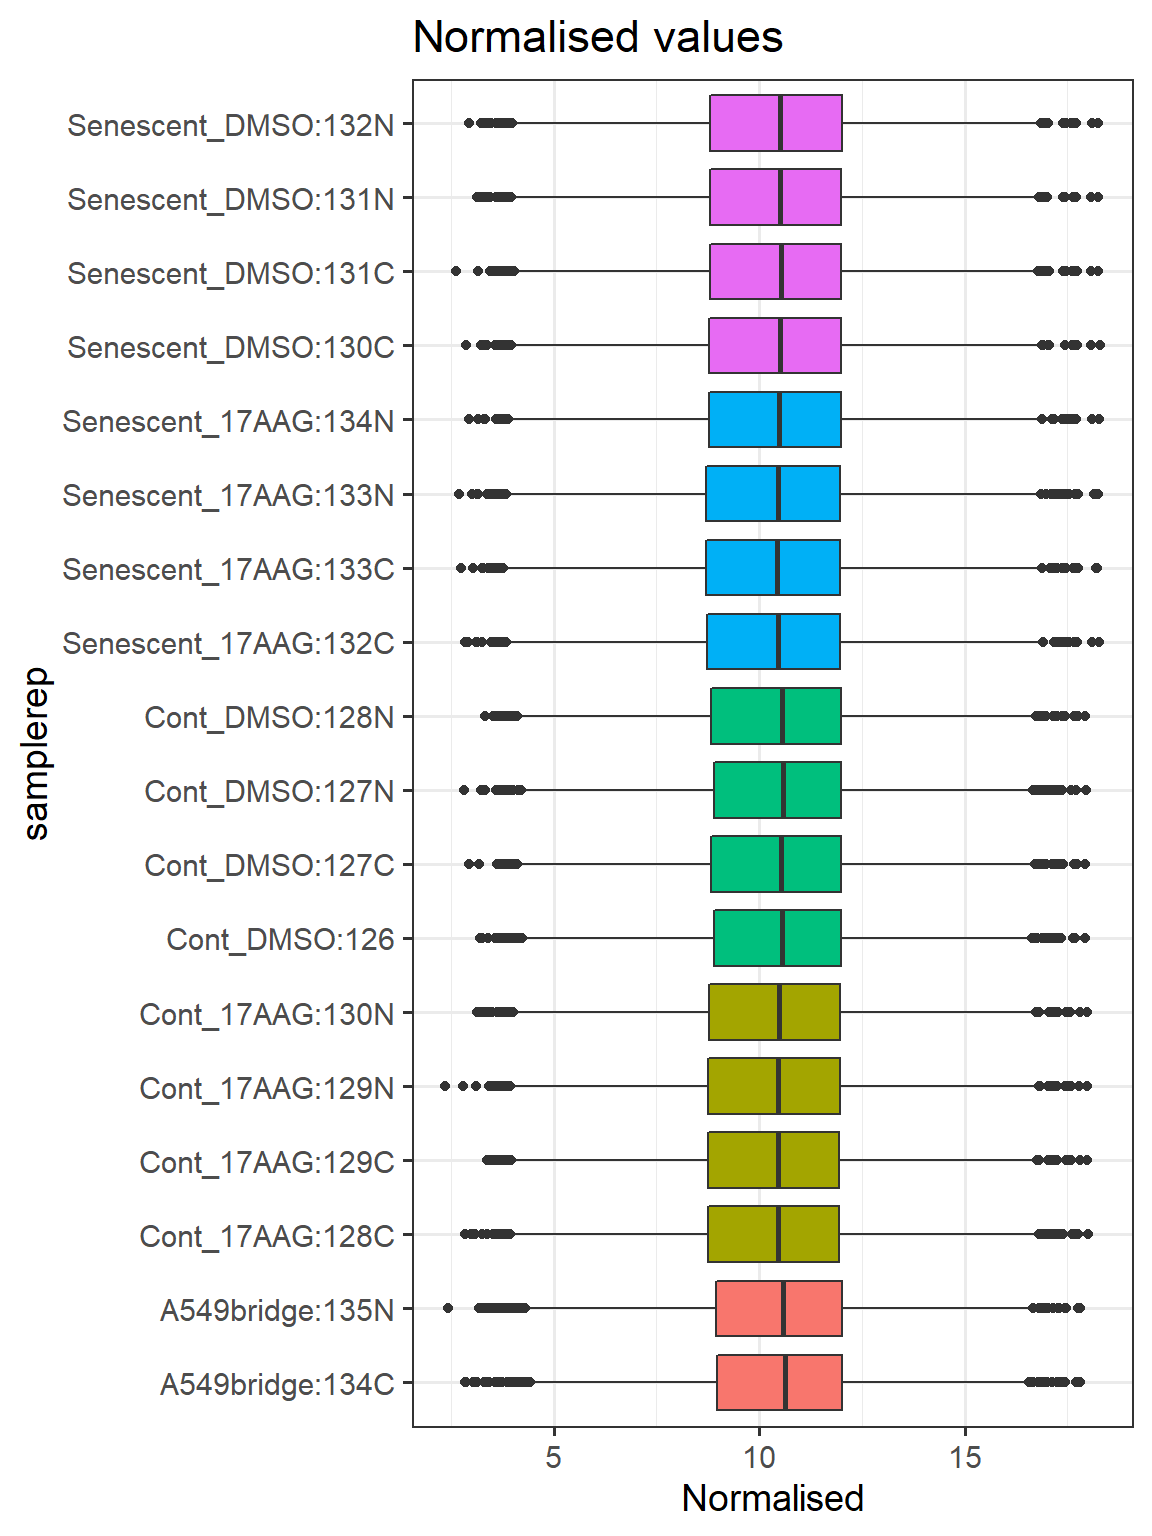 Normalised values
Senescent_DMSO:132N
Senescent_DMSO:131N
Senescent_DMSO:131C
Senescent_DMSO:130C
Senescent_17AAG:134N
Senescent_17AAG:133N
Senescent_17AAG:133C
Senescent_17AAG:132C
Cont_DMSO:128N
Cont_DMSO:127N
Cont_DMSO:127C
Cont_DMSO:126
Cont_17AAG:130N
Cont_17AAG:129N
Cont_17AAG:129C
Cont_17AAG:128C
A549bridge:135N
A549bridge:134C
samplerep
5 10 15
Normalised